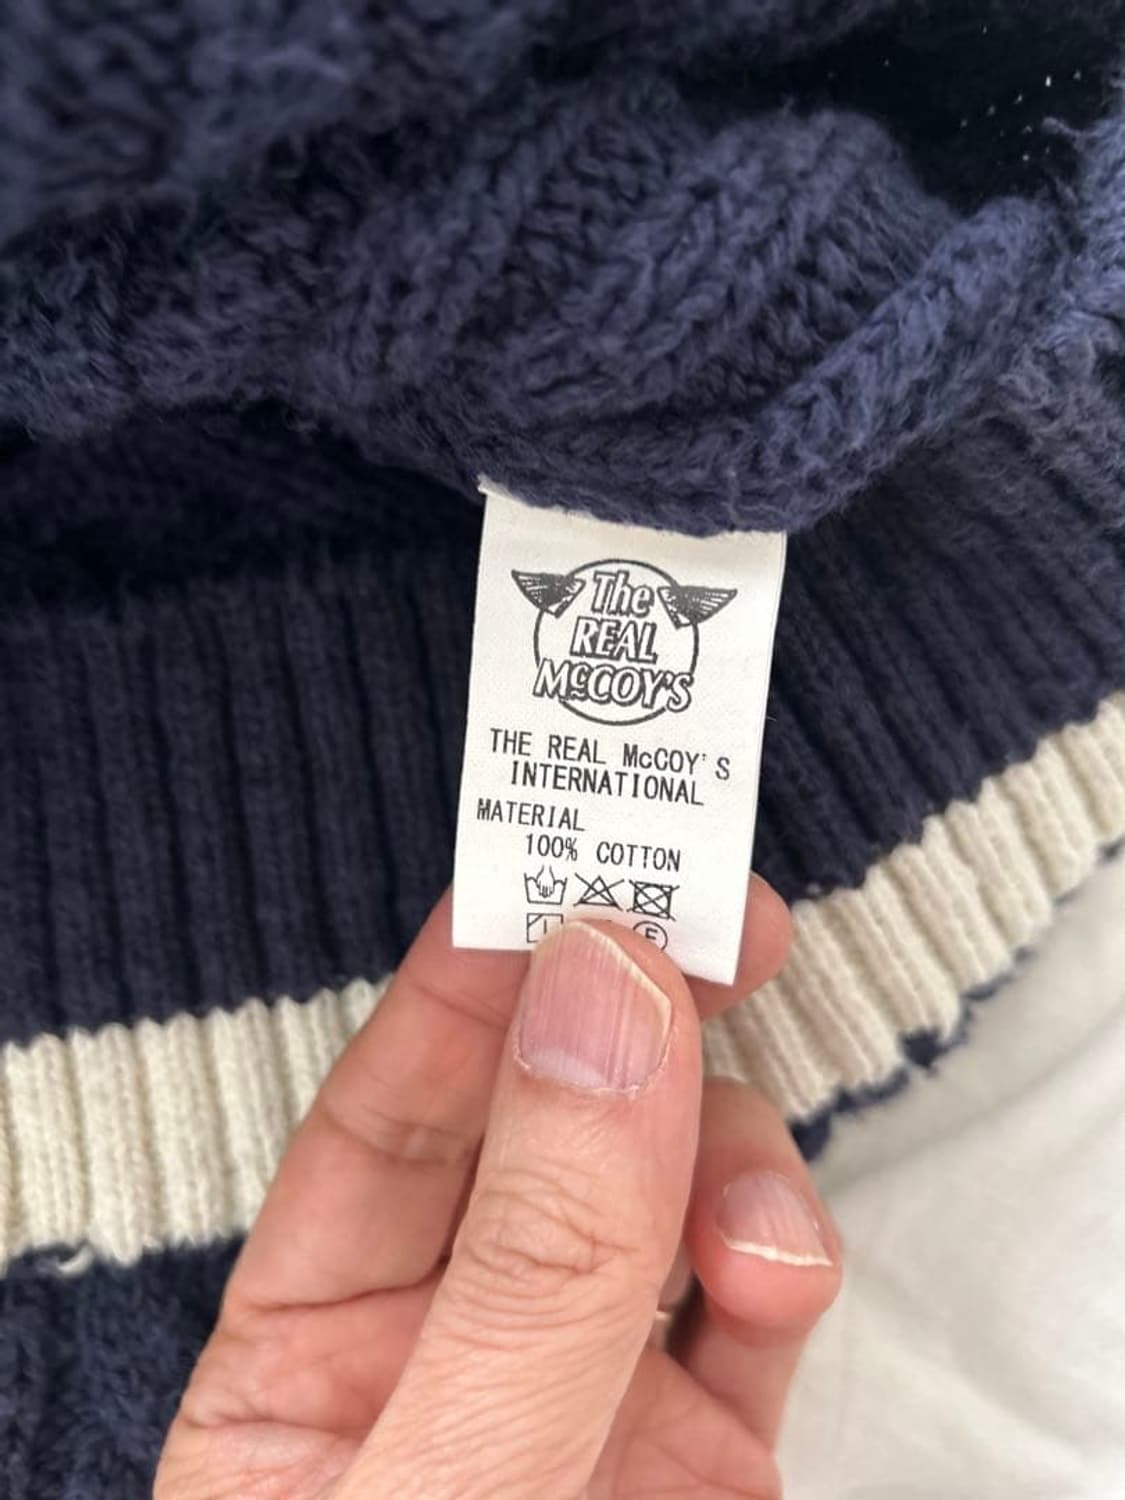 The
REAL
McCOY'S
THE REAL McCOY'S
INTERNATIONAL
MATERIAL
100% COTTON
F